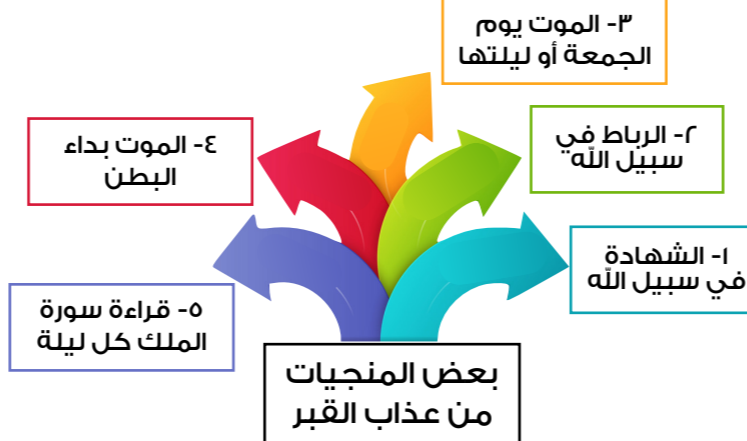 ٣- الموت يوم
الجمعة أو ليلتها
٢- الرباط في
سبيل الله
٤- الموت بداء
البطن
١- الشهادة
في سبيل الله
٥- قراءة سورة
الملك كل ليلة
بعض المنجيات
من عذاب القبر